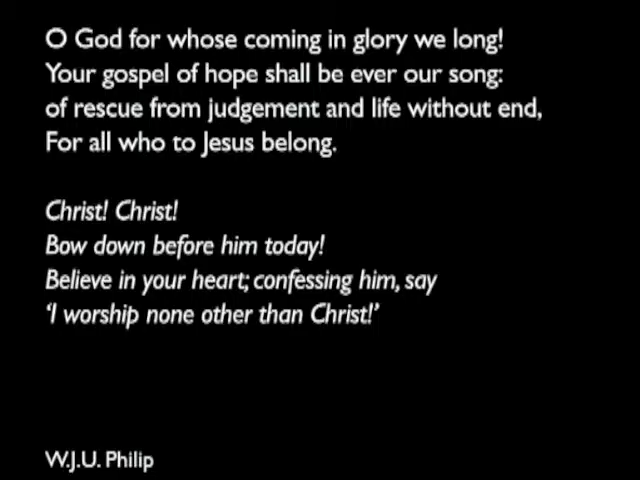 O God for whose coming in glory we long!
Your gospel of hope shall be ever our song:
of rescue from judgement and life without end,
For all who to Jesus belong.
Christ! Christ!
Bow down before him today!
Believe in your heart; confessing him, say
‘I worship none other than Christ!’
W.J.U. Philip